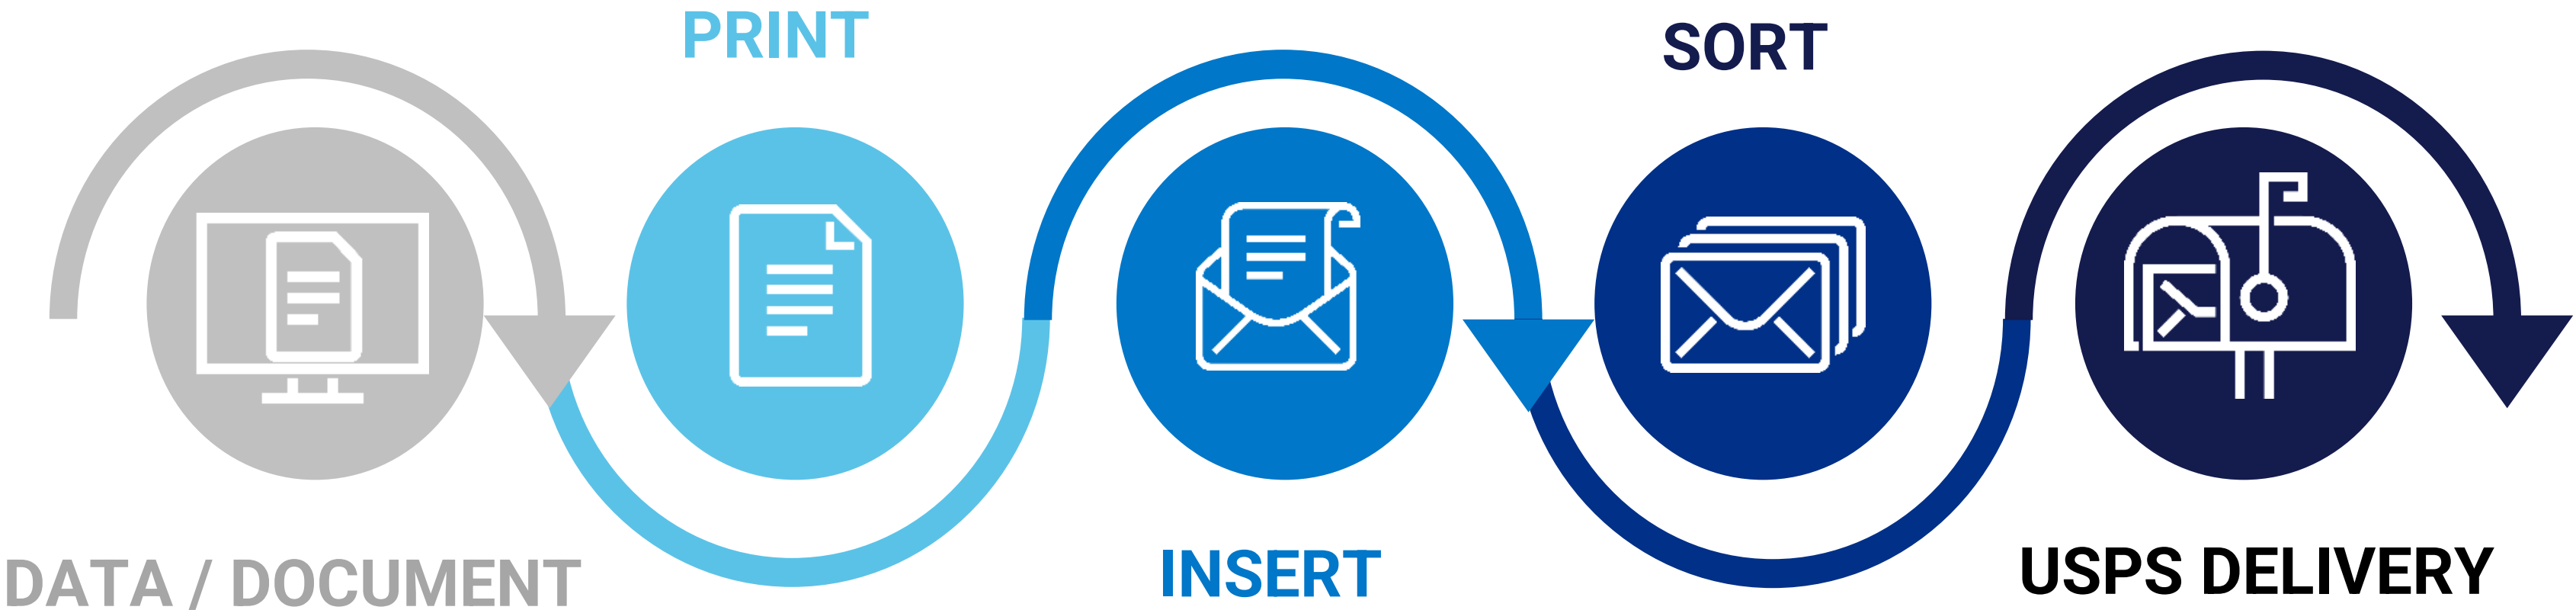 PRINT
SORT
DATA / DOCUMENT
INSERT
USPS DELIVERY